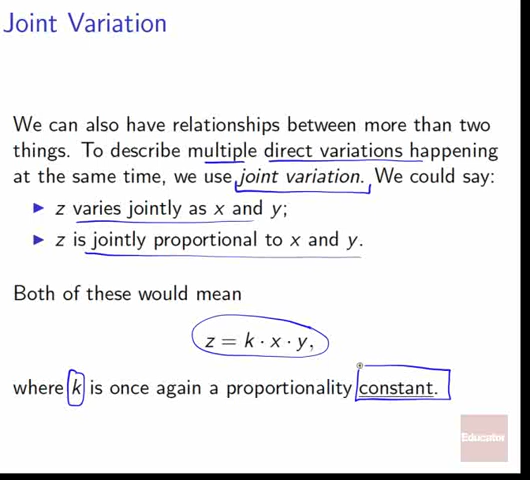 Joint Variation
We can also have relationships between more than two
things. To describe multiple direct variations happening
at the same time, we use joint variation. We could say:
▶ z varies jointly as x and y;
▶ z is jointly proportional to x and y.
Both of these would mean
z = k · x · y,
where k is once again a proportionality constant.
Educator